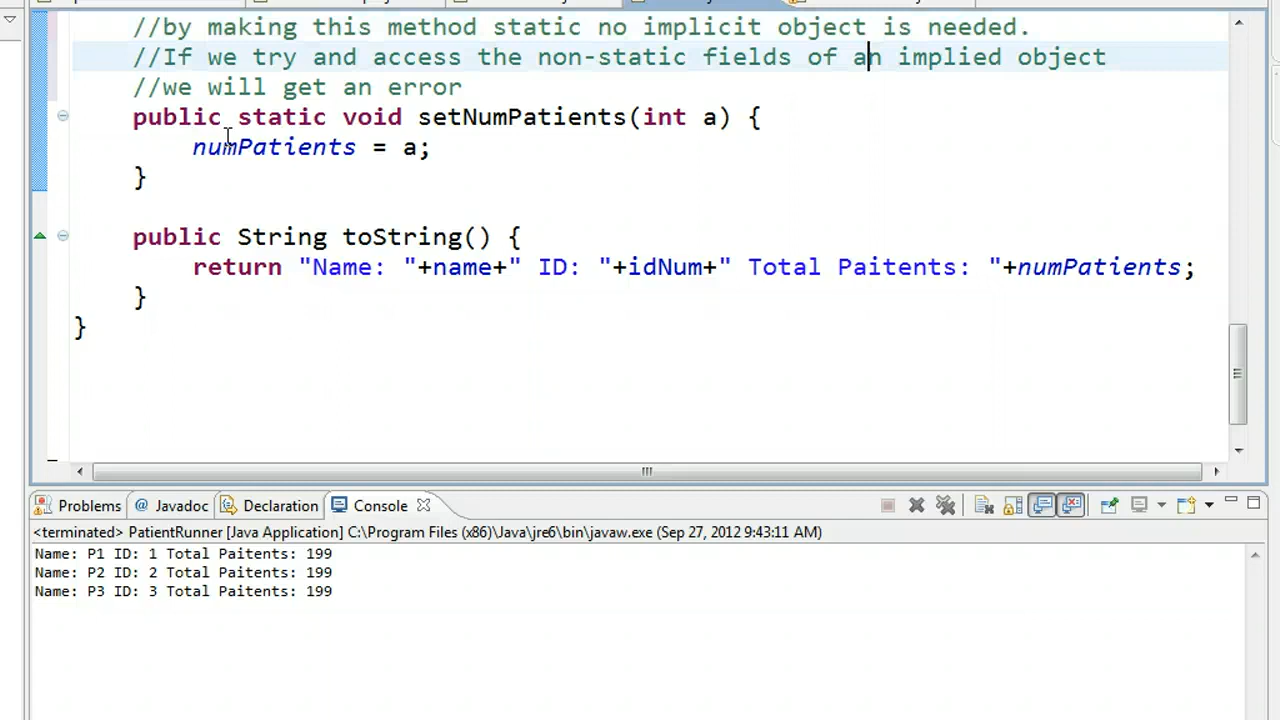 //by making this method static no implicit object is needed.
//If we try and access the non-static fields of an implied object
//we will get an error
public static void setNumPatients(int a) {
numPatients = a;
}
public String toString() {
return "Name: "+name+" ID: "+idNum+" Total Paitents: "+numPatients;
}
}
Problems @ Javadoc Declaration Console
<terminated> PatientRunner [Java Application] C:\Program Files (x86)\Java\jre6\bin\javaw.exe (Sep 27, 2012 9:43:11 AM)
Name: P1 ID: 1 Total Paitents: 199
Name: P2 ID: 2 Total Paitents: 199
Name: P3 ID: 3 Total Paitents: 199